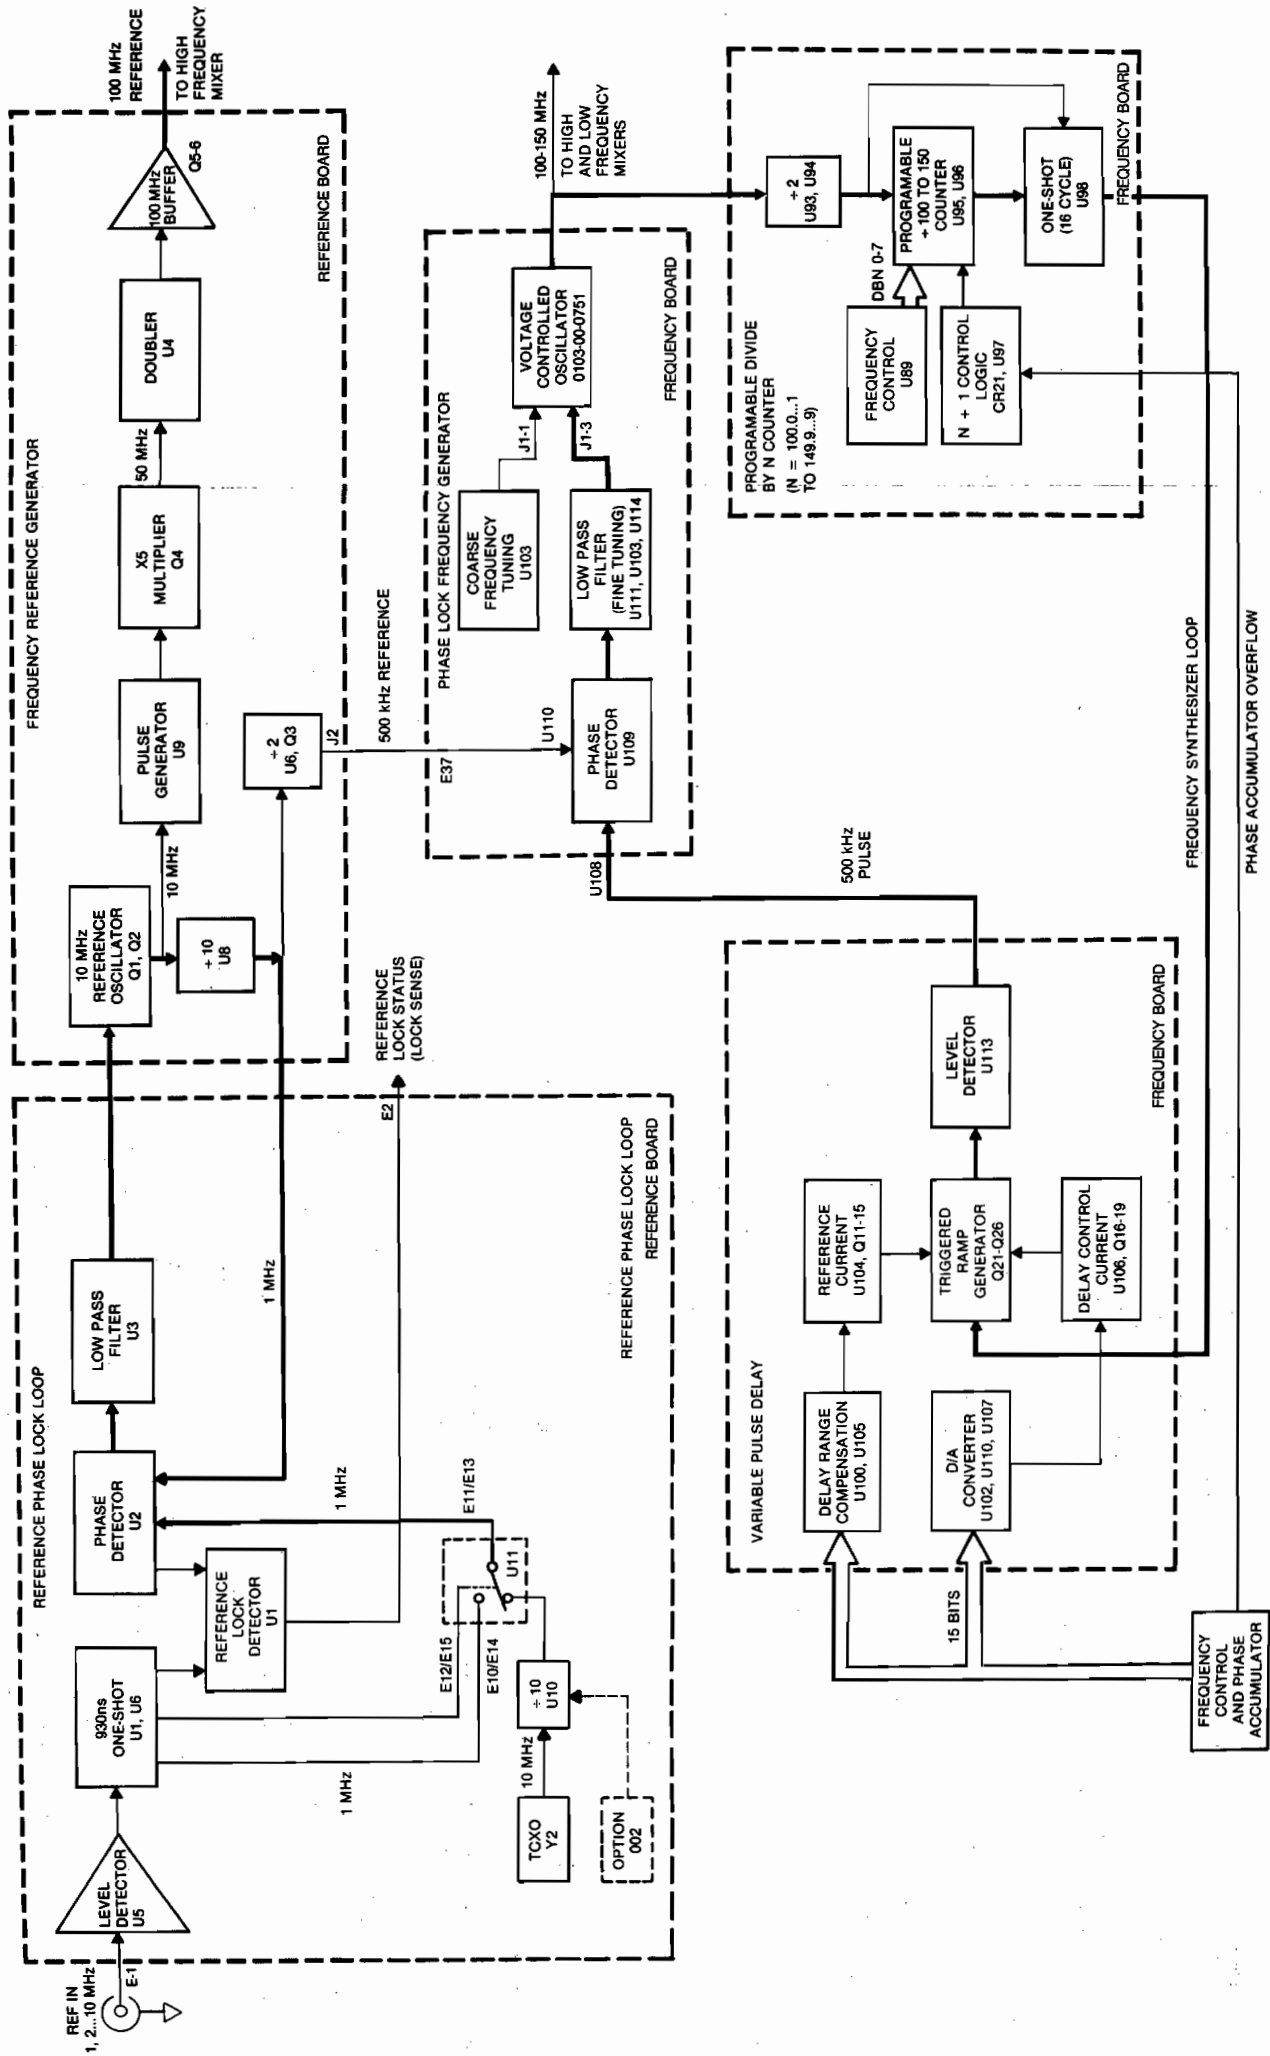 REF IN
1, 2...10 MHz
E-1
REFERENCE PHASE LOCK LOOP
LEVEL
DETECTOR
U5
930ns
ONE-SHOT
U1, U6
PHASE
DETECTOR
U2
LOW PASS
FILTER
U3
REFERENCE
LOCK
DETECTOR
U1
1 MHz
E12/E15
E10/E14
U11
E11/E13
1 MHz
1 MHz
TCXO
Y2
10 MHz
÷ 10
U10
OPTION
002
E2
REFERENCE
LOCK STATUS
(LOCK SENSE)
REFERENCE PHASE LOCK LOOP
REFERENCE BOARD
FREQUENCY REFERENCE GENERATOR
10 MHz
REFERENCE
OSCILLATOR
Q1, Q2
10 MHz
÷ 10
U8
PULSE
GENERATOR
U9
X5
MULTIPLIER
Q4
50 MHz
DOUBLER
U4
100 MHz
BUFFER
Q5-6
100 MHz
REFERENCE
TO HIGH
FREQUENCY
MIXER
÷ 2
U6, Q3
J2
REFERENCE BOARD
500 kHz REFERENCE
PHASE LOCK FREQUENCY GENERATOR
E37
U110
U108
PHASE
DETECTOR
U109
COARSE
FREQUENCY
TUNING
U103
LOW PASS
FILTER
(FINE TUNING)
U111, U103, U114
J1-1
J1-3
VOLTAGE
CONTROLLED
OSCILLATOR
0103-00-0751
FREQUENCY BOARD
100-150 MHz
TO HIGH
AND LOW
FREQUENCY
MIXERS
500 kHz
PULSE
VARIABLE PULSE DELAY
DELAY RANGE
COMPENSATION
U100, U105
REFERENCE
CURRENT
U104, Q11-15
D/A
CONVERTER
U102, U110, U107
TRIGGERED
RAMP
GENERATOR
Q21-Q26
LEVEL
DETECTOR
U113
DELAY CONTROL
CURRENT
U106, Q16-19
15 BITS
FREQUENCY BOARD
FREQUENCY
CONTROL
AND PHASE
ACCUMULATOR
PROGRAMABLE DIVIDE
BY N COUNTER
(N = 100.0...1
TO 149.9...9)
÷ 2
U93, U94
FREQUENCY
CONTROL
U89
DBN 0-7
PROGRAMABLE
÷ 100 TO 150
COUNTER
U95, U96
N + 1 CONTROL
LOGIC
CR21, U97
ONE-SHOT
(16 CYCLE)
U98
FREQUENCY BOARD
FREQUENCY SYNTHESIZER LOOP
PHASE ACCUMULATOR OVERFLOW